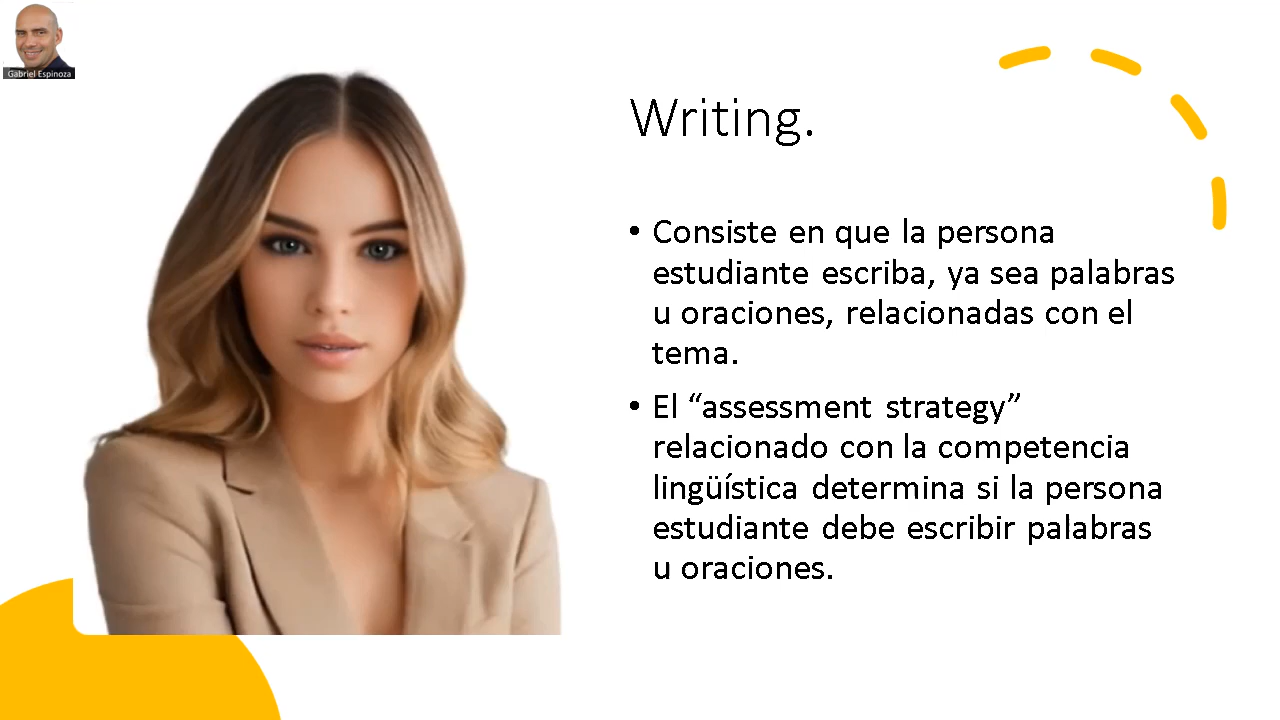 Gabriel Espinoza
Writing.
• Consiste en que la persona
estudiante escriba, ya sea palabras
u oraciones, relacionadas con el
tema.
• El “assessment strategy”
relacionado con la competencia
lingüística determina si la persona
estudiante debe escribir palabras
u oraciones.